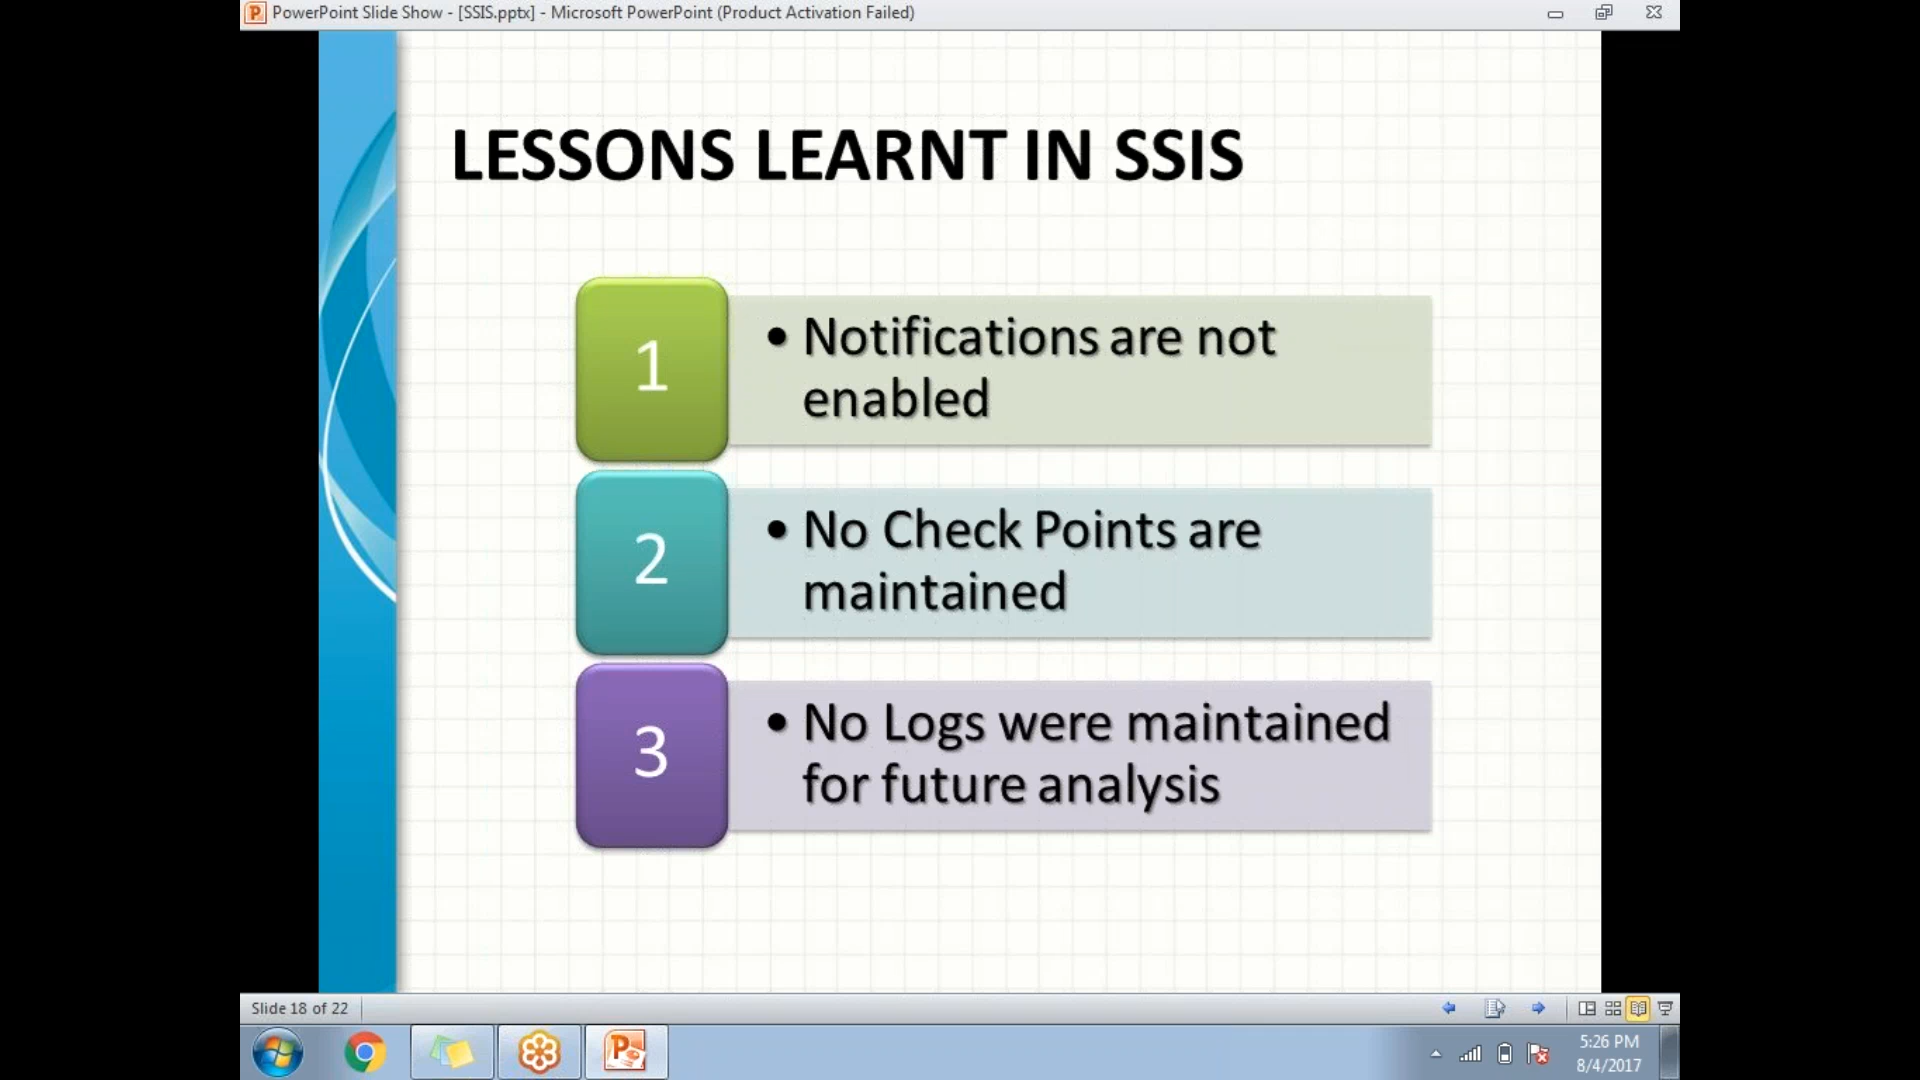 PowerPoint Slide Show - [SSIS.pptx] - Microsoft PowerPoint (Product Activation Failed)
LESSONS LEARNT IN SSIS
1
• Notifications are not
enabled
2
• No Check Points are
maintained
3
• No Logs were maintained
for future analysis
Slide 18 of 22
5:26 PM
8/4/2017